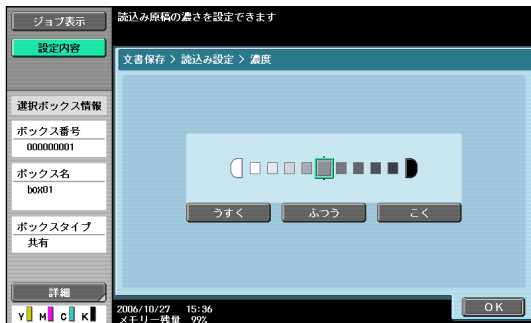 ジョブ表示
設定内容
読込み原稿の濃さを設定できます
文書保存 > 読込み設定 > 濃度
選択ボックス情報
ボックス番号
000000001
ボックス名
box01
ボックスタイプ
共有
うすく
ふつう
こく
詳細
Y M C K
2006/10/27 15:36
メモリー残量 99%
OK